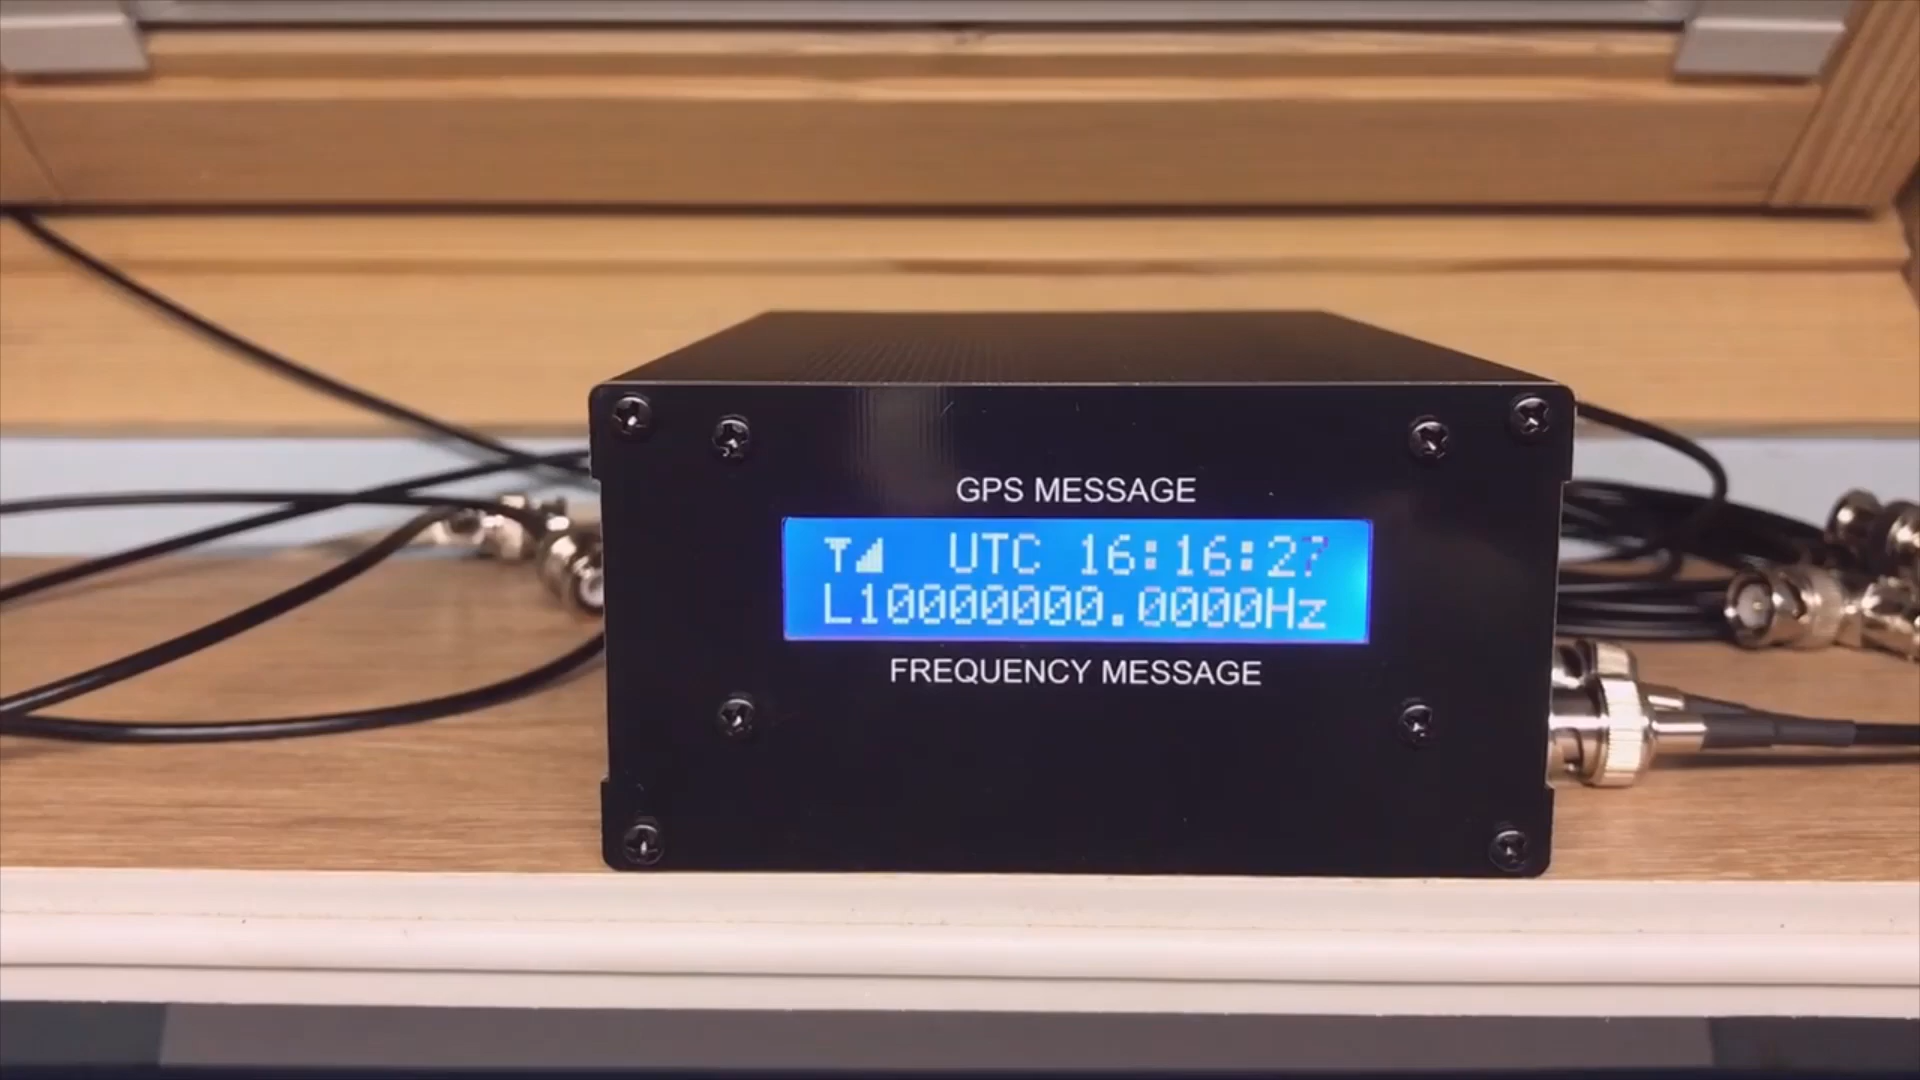 GPS MESSAGE
UTC 16:16:27
L10000000.0000Hz
FREQUENCY MESSAGE